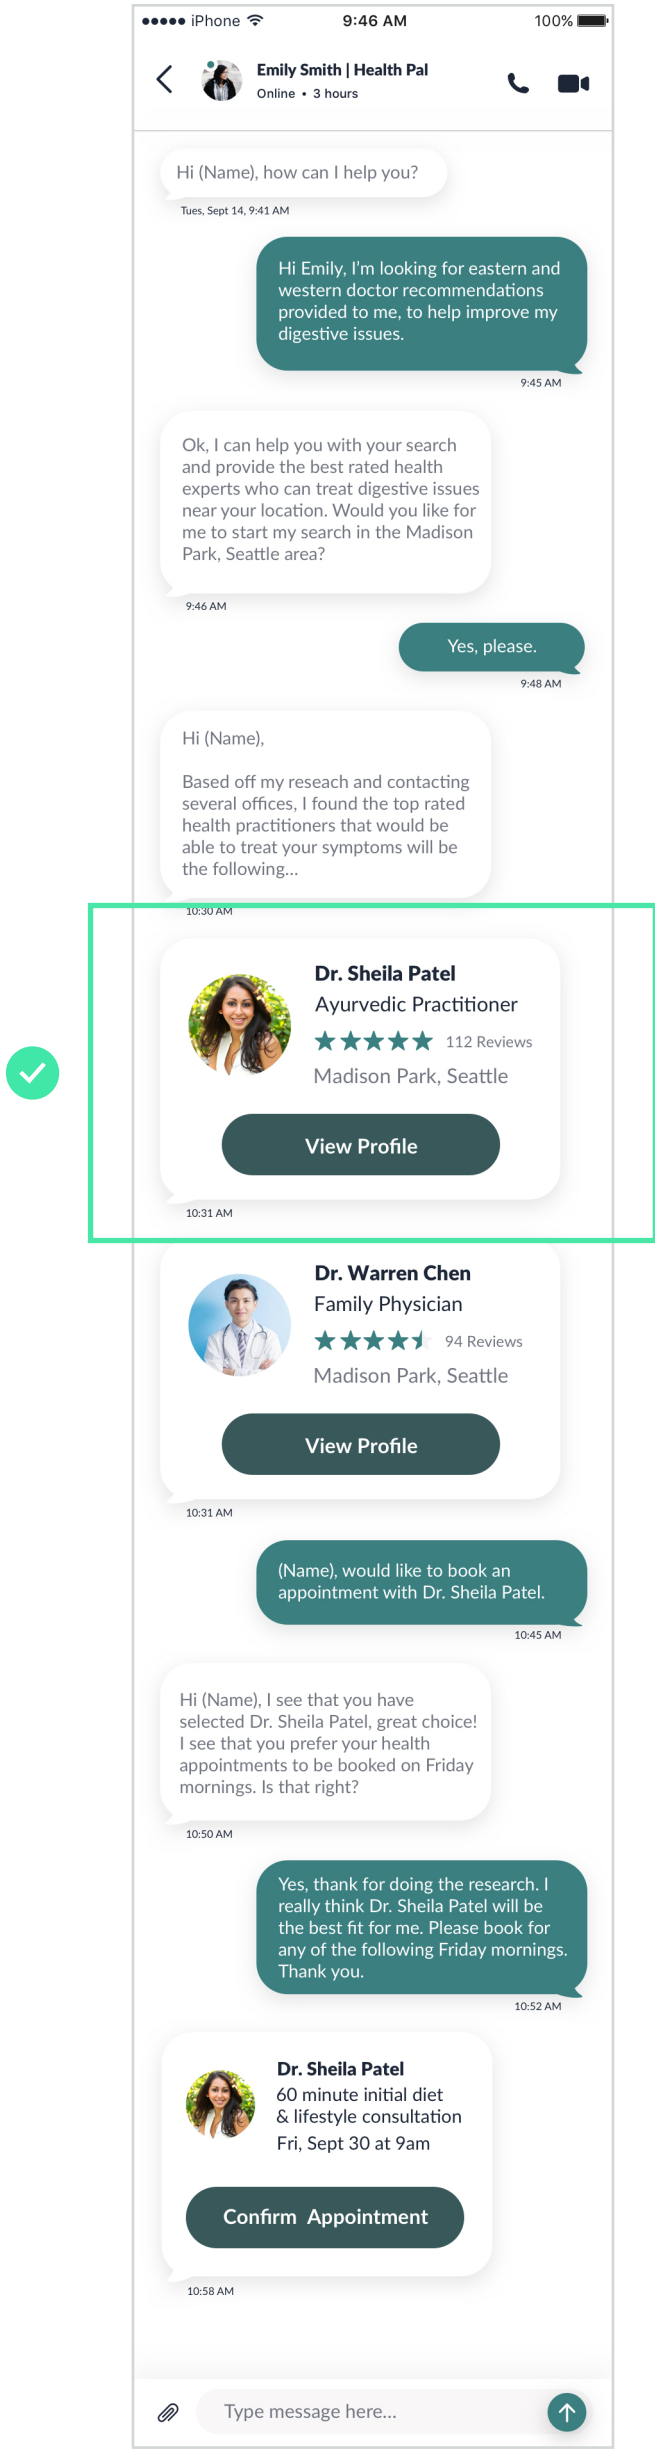 iPhone 9:46 AM 100%
Emily Smith | Health Pal
Online • 3 hours
Hi (Name), how can I help you?
Tues, Sept 14, 9:41 AM
Hi Emily, I'm looking for eastern and
western doctor recommendations
provided to me, to help improve my
digestive issues.
9:45 AM
Ok, I can help you with your search
and provide the best rated health
experts who can treat digestive issues
near your location. Would you like for
me to start my search in the Madison
Park, Seattle area?
9:46 AM
Yes, please.
9:48 AM
Hi (Name),
Based off my reseach and contacting
several offices, I found the top rated
health practitioners that would be
able to treat your symptoms will be
the following...
10:30 AM
Dr. Sheila Patel
Ayurvedic Practitioner
112 Reviews
Madison Park, Seattle
View Profile
10:31 AM
Dr. Warren Chen
Family Physician
94 Reviews
Madison Park, Seattle
View Profile
10:31 AM
(Name), would like to book an
appointment with Dr. Sheila Patel.
10:45 AM
Hi (Name), I see that you have
selected Dr. Sheila Patel, great choice!
I see that you prefer your health
appointments to be booked on Friday
mornings. Is that right?
10:50 AM
Yes, thank for doing the research. I
really think Dr. Sheila Patel will be
the best fit for me. Please book for
any of the following Friday mornings.
Thank you.
10:52 AM
Dr. Sheila Patel
60 minute initial diet
& lifestyle consultation
Fri, Sept 30 at 9am
Confirm Appointment
10:58 AM
Type message here...